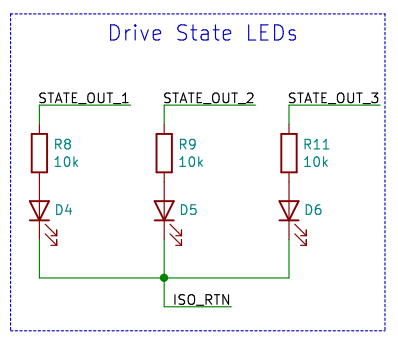 Drive State LEDs
STATE_OUT_1 STATE_OUT_2 STATE_OUT_3
R8 R9 R11
10k 10k 10k
D4 D5 D6
ISO_RTN